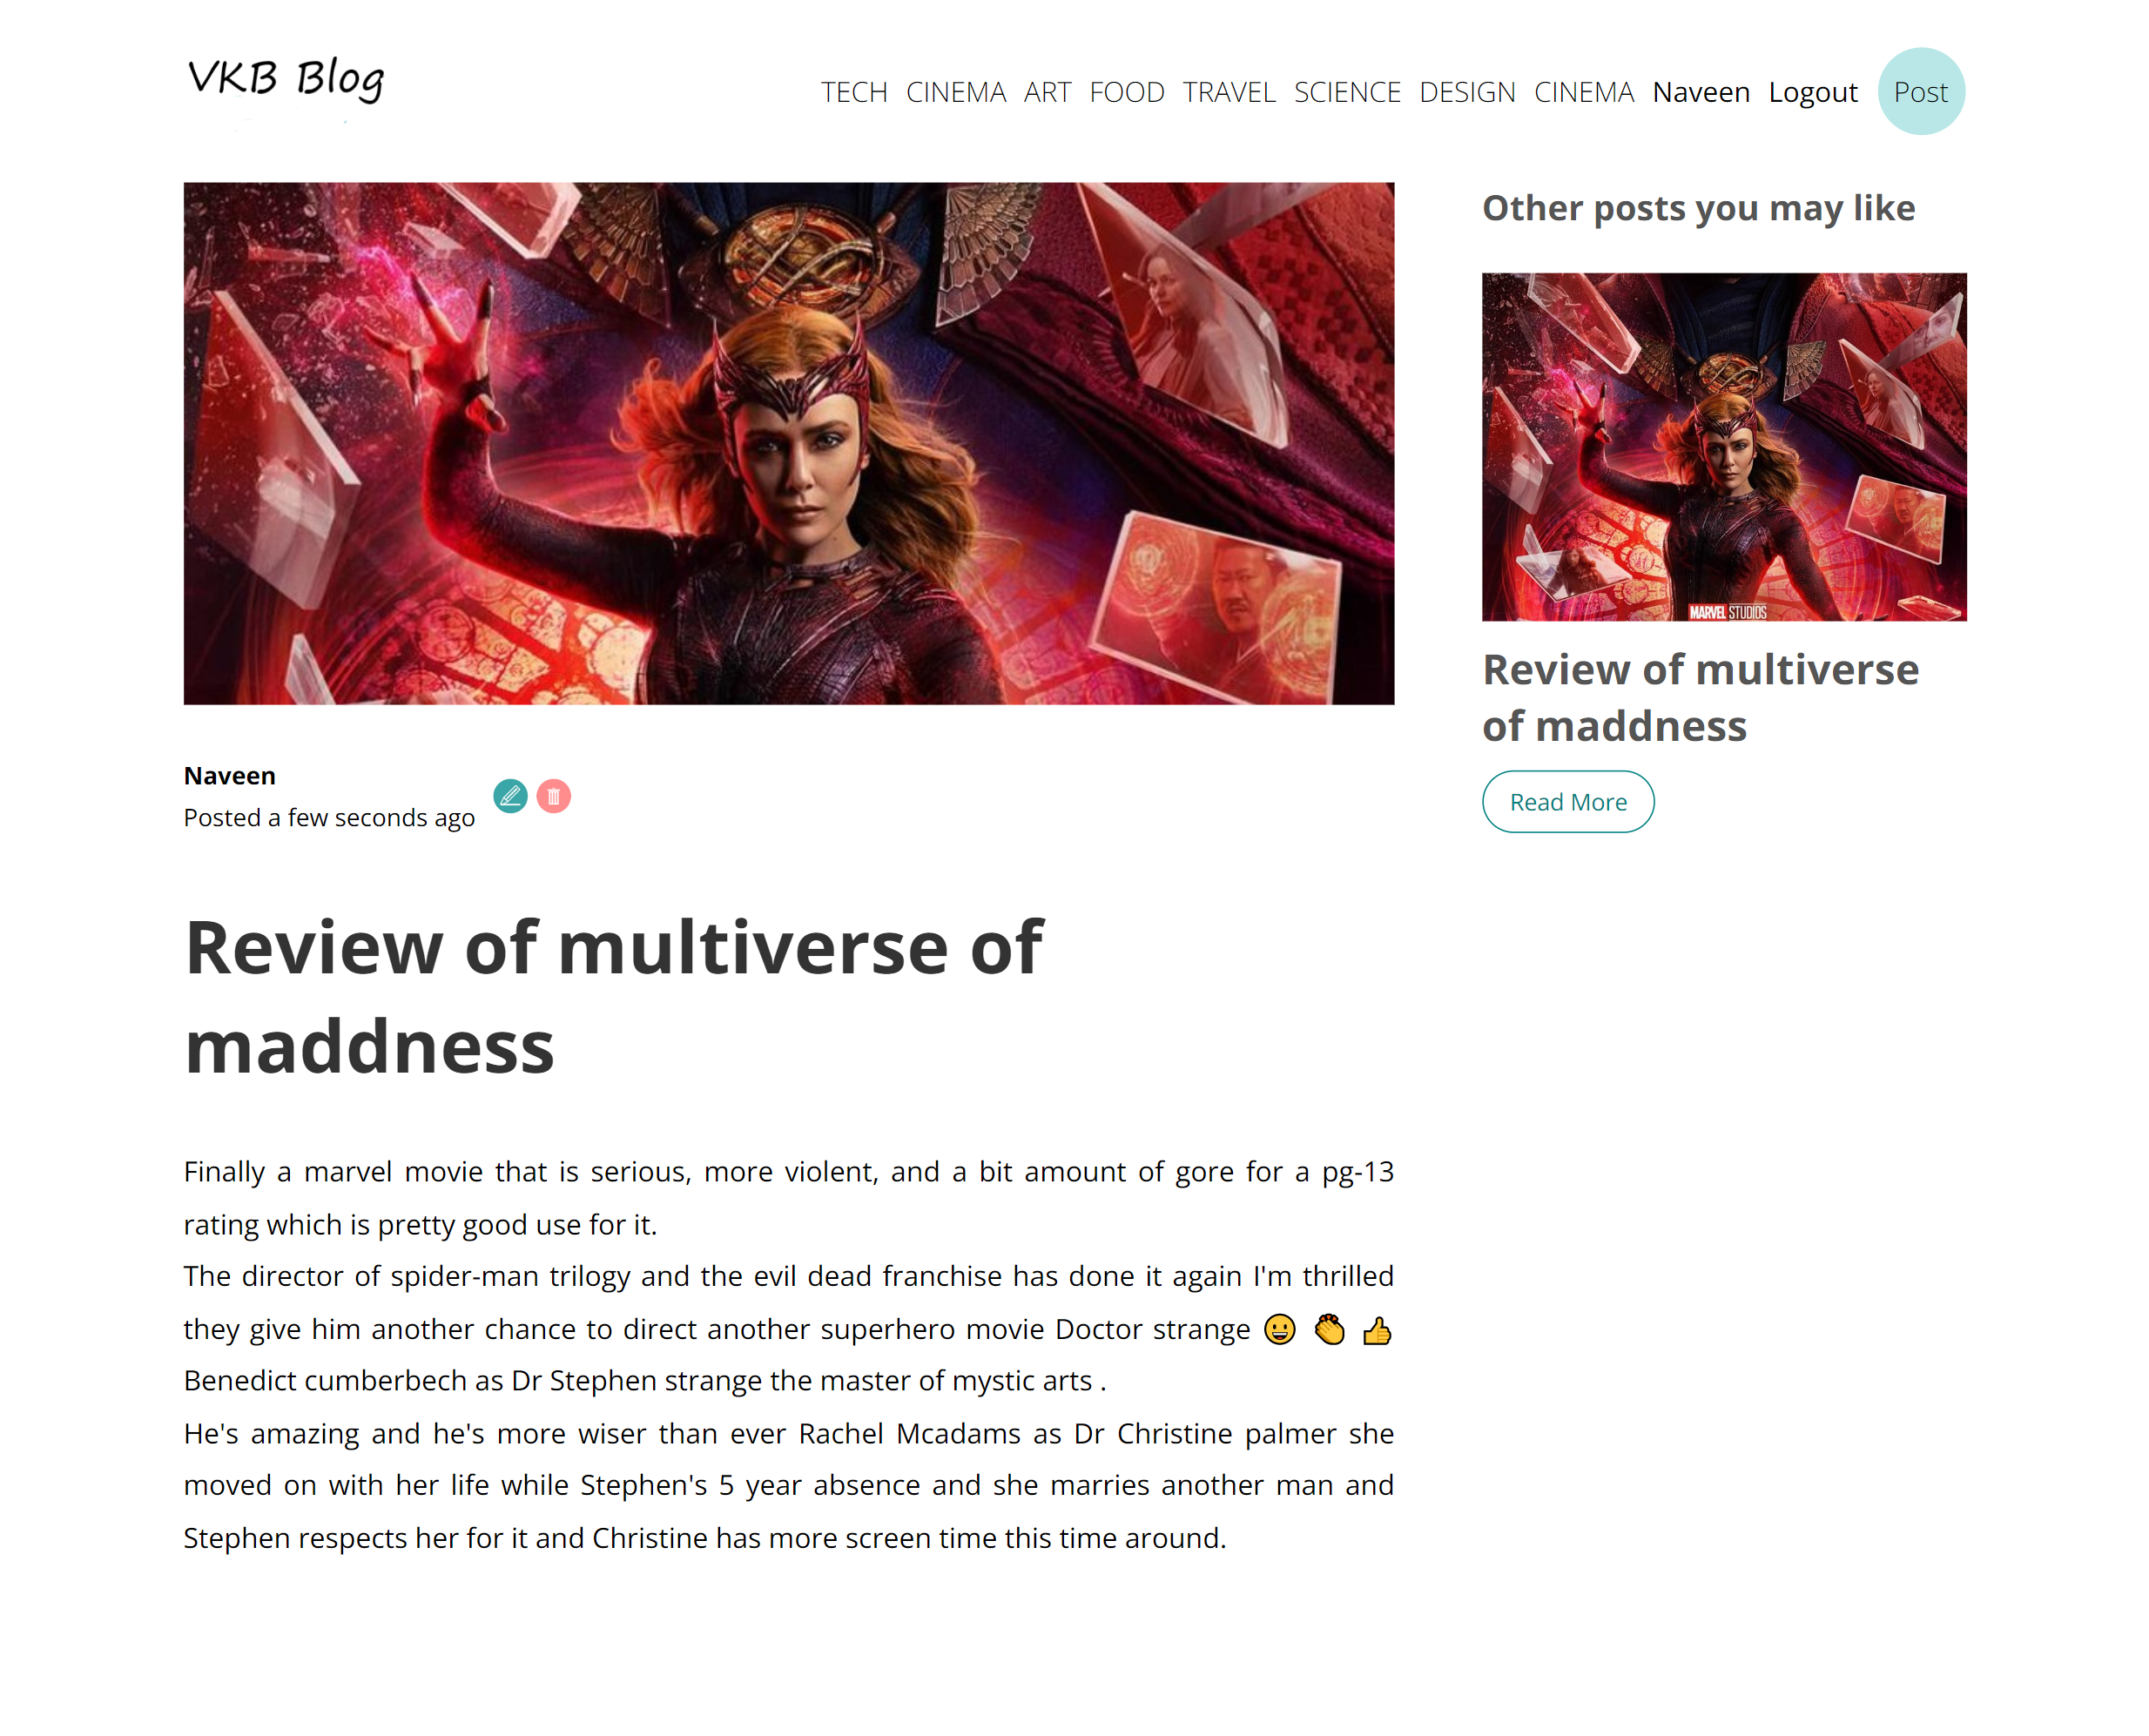 VKB Blog
TECH CINEMA ART FOOD TRAVEL SCIENCE DESIGN CINEMA Naveen Logout Post
Other posts you may like
MARVEL STUDIOS
Review of multiverse
of maddness
Read More
Naveen
Posted a few seconds ago
Review of multiverse of
maddness
Finally a marvel movie that is serious, more violent, and a bit amount of gore for a pg-13
rating which is pretty good use for it.
The director of spider-man trilogy and the evil dead franchise has done it again I'm thrilled
they give him another chance to direct another superhero movie Doctor strange 😀 👏 👍
Benedict cumberbech as Dr Stephen strange the master of mystic arts .
He's amazing and he's more wiser than ever Rachel Mcadams as Dr Christine palmer she
moved on with her life while Stephen's 5 year absence and she marries another man and
Stephen respects her for it and Christine has more screen time this time around.